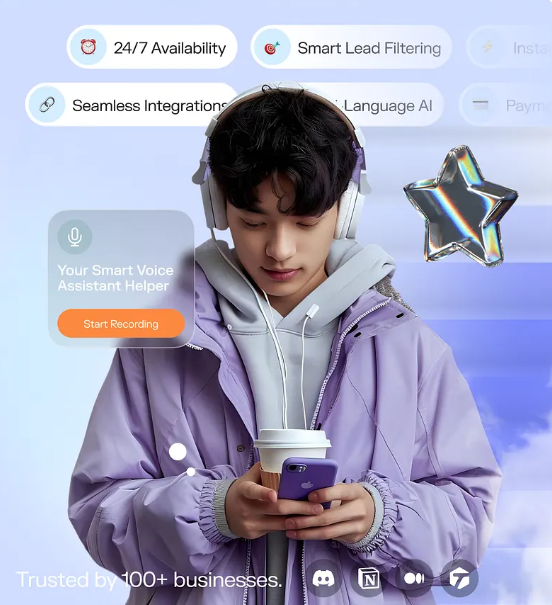 24/7 Availability
Smart Lead Filtering
Seamless Integrations
Language AI
Your Smart Voice
Assistant Helper
Start Recording
Trusted by 100+ businesses.